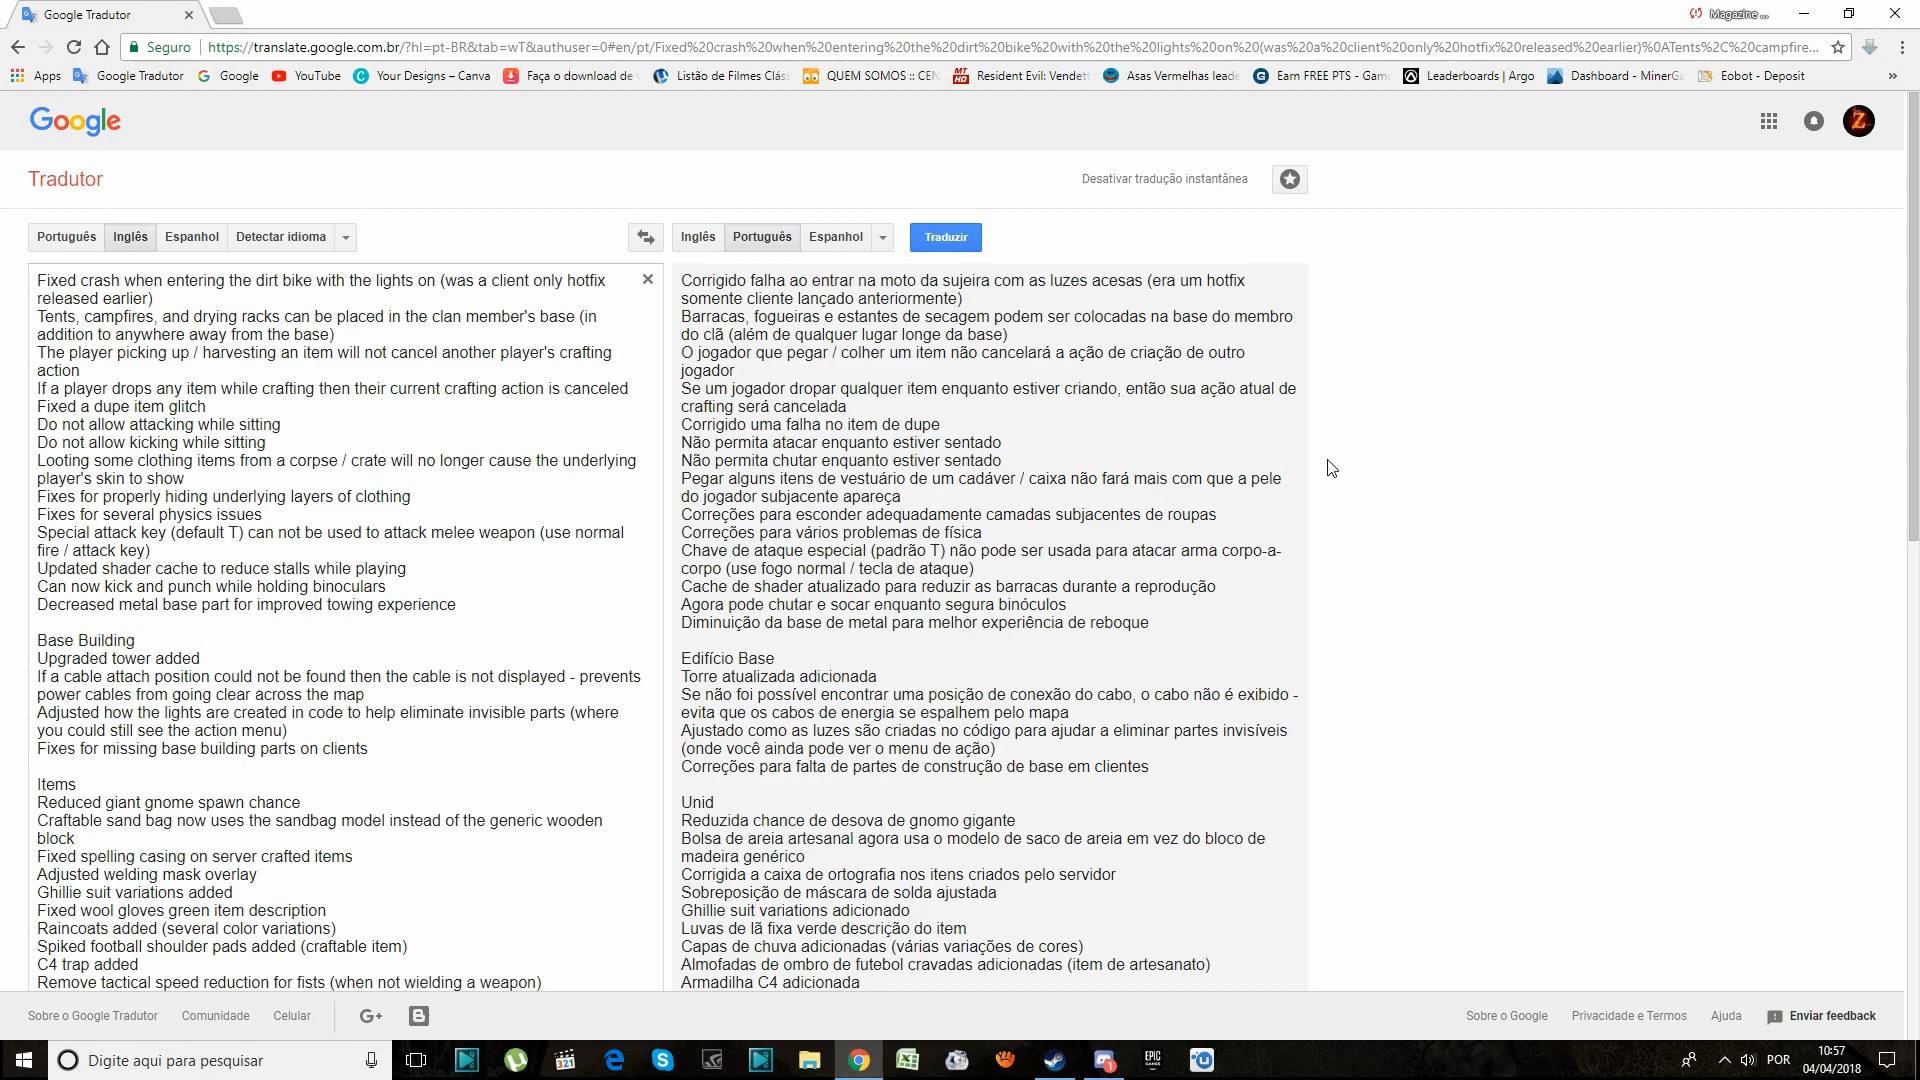 Google Tradutor
Magazine ...
Seguro
https://translate.google.com.br/?hl=pt-BR&tab=wT&authuser=0#en/pt/Fixed%20crash%20when%20entering%20the%20dirt%20bike%20with%20the%20lights%20on%20(was%20a%20client%20only%20hotfix%20released%20earlier)%0ATents%2C%20campfire...
Apps
Google Tradutor
Google
YouTube
Your Designs – Canva
Faça o download de
Listão de Filmes Clás
QUEM SOMOS :: CEN
Resident Evil: Vendett
Asas Vermelhas leade
Earn FREE PTS - Game
Leaderboards | Argo
Dashboard - MinerGa
Eobot - Deposit
»
Google
Z
Tradutor
Desativar tradução instantânea
Português
Inglês
Espanhol
Detectar idioma
Inglês
Português
Espanhol
Traduzir
Fixed crash when entering the dirt bike with the lights on (was a client only hotfix
released earlier)
Tents, campfires, and drying racks can be placed in the clan member's base (in
addition to anywhere away from the base)
The player picking up / harvesting an item will not cancel another player's crafting
action
If a player drops any item while crafting then their current crafting action is canceled
Fixed a dupe item glitch
Do not allow attacking while sitting
Do not allow kicking while sitting
Looting some clothing items from a corpse / crate will no longer cause the underlying
player's skin to show
Fixes for properly hiding underlying layers of clothing
Fixes for several physics issues
Special attack key (default T) can not be used to attack melee weapon (use normal
fire / attack key)
Updated shader cache to reduce stalls while playing
Can now kick and punch while holding binoculars
Decreased metal base part for improved towing experience
Base Building
Upgraded tower added
If a cable attach position could not be found then the cable is not displayed - prevents
power cables from going clear across the map
Adjusted how the lights are created in code to help eliminate invisible parts (where
you could still see the action menu)
Fixes for missing base building parts on clients
Items
Reduced giant gnome spawn chance
Craftable sand bag now uses the sandbag model instead of the generic wooden
block
Fixed spelling casing on server crafted items
Adjusted welding mask overlay
Ghillie suit variations added
Fixed wool gloves green item description
Raincoats added (several color variations)
Spiked football shoulder pads added (craftable item)
C4 trap added
Remove tactical speed reduction for fists (when not wielding a weapon)
Corrigido falha ao entrar na moto da sujeira com as luzes acesas (era um hotfix
somente cliente lançado anteriormente)
Barracas, fogueiras e estantes de secagem podem ser colocadas na base do membro
do clã (além de qualquer lugar longe da base)
O jogador que pegar / colher um item não cancelará a ação de criação de outro
jogador
Se um jogador dropar qualquer item enquanto estiver criando, então sua ação atual de
crafting será cancelada
Corrigido uma falha no item de dupe
Não permita atacar enquanto estiver sentado
Não permita chutar enquanto estiver sentado
Pegar alguns itens de vestuário de um cadáver / caixa não fará mais com que a pele
do jogador subjacente apareça
Correções para esconder adequadamente camadas subjacentes de roupas
Correções para vários problemas de física
Chave de ataque especial (padrão T) não pode ser usada para atacar arma corpo-a-
corpo (use fogo normal / tecla de ataque)
Cache de shader atualizado para reduzir as barracas durante a reprodução
Agora pode chutar e socar enquanto segura binóculos
Diminuição da base de metal para melhor experiência de reboque
Edifício Base
Torre atualizada adicionada
Se não foi possível encontrar uma posição de conexão do cabo, o cabo não é exibido -
evita que os cabos de energia se espalhem pelo mapa
Ajustado como as luzes são criadas no código para ajudar a eliminar partes invisíveis
(onde você ainda pode ver o menu de ação)
Correções para falta de partes de construção de base em clientes
Unid
Reduzida chance de desova de gnomo gigante
Bolsa de areia artesanal agora usa o modelo de saco de areia em vez do bloco de
madeira genérico
Corrigida a caixa de ortografia nos itens criados pelo servidor
Sobreposição de máscara de solda ajustada
Ghillie suit variations adicionado
Luvas de lã fixa verde descrição do item
Capas de chuva adicionadas (várias variações de cores)
Almofadas de ombro de futebol cravadas adicionadas (item de artesanato)
Armadilha C4 adicionada
Sobre o Google Tradutor
Comunidade
Celular
G+
Sobre o Google
Privacidade e Termos
Ajuda
Enviar feedback
Digite aqui para pesquisar
POR
10:57
04/04/2018